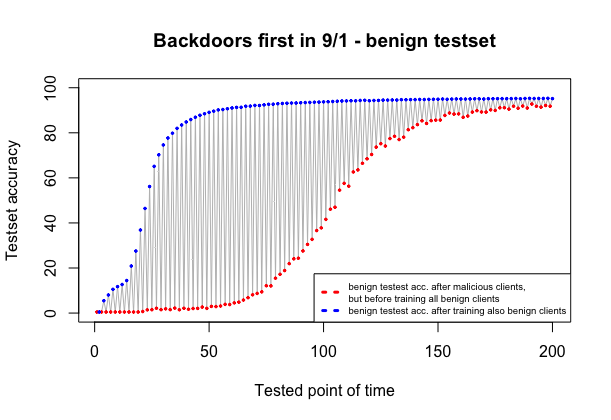 Backdoors first in 9/1 - benign testset
Testset accuracy
100
80
60
40
20
0
benign testest acc. after malicious clients,
but before training all benign clients
benign testest acc. after training also benign clients
0
50
100
150
200
Tested point of time